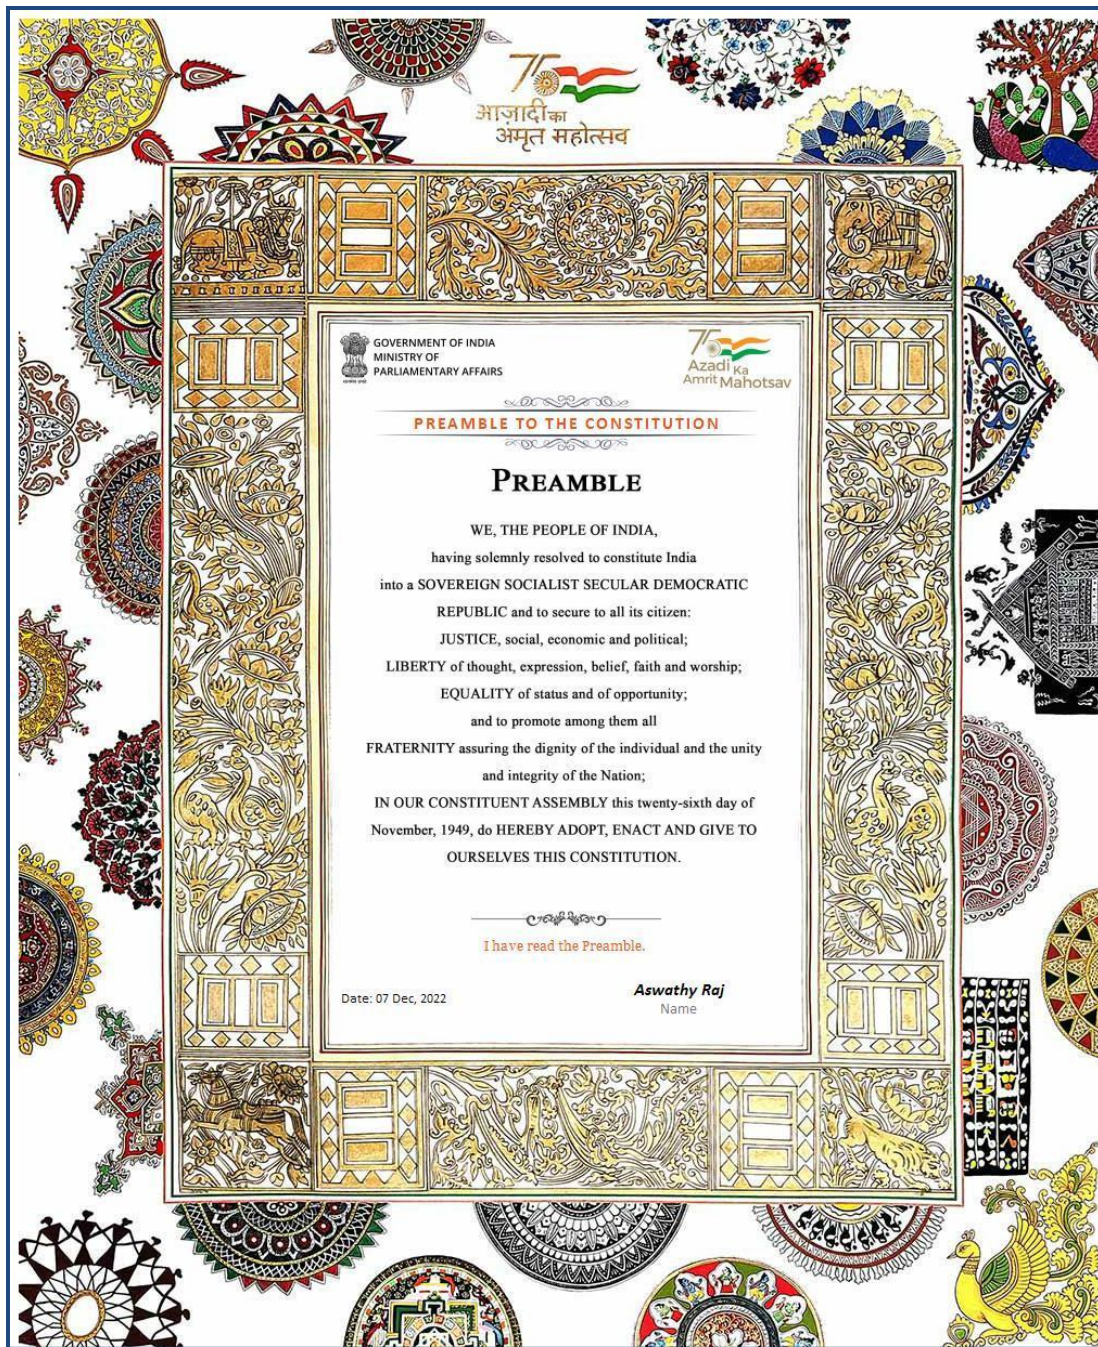 75
आज़ादी का
अमृत महोत्सव
GOVERNMENT OF INDIA
MINISTRY OF
PARLIAMENTARY AFFAIRS
75
Azadi Ka
Amrit Mahotsav
PREAMBLE TO THE CONSTITUTION
PREAMBLE
WE, THE PEOPLE OF INDIA,
having solemnly resolved to constitute India
into a SOVEREIGN SOCIALIST SECULAR DEMOCRATIC
REPUBLIC and to secure to all its citizen:
JUSTICE, social, economic and political;
LIBERTY of thought, expression, belief, faith and worship;
EQUALITY of status and of opportunity;
and to promote among them all
FRATERNITY assuring the dignity of the individual and the unity
and integrity of the Nation;
IN OUR CONSTITUENT ASSEMBLY this twenty-sixth day of
November, 1949, do HEREBY ADOPT, ENACT AND GIVE TO
OURSELVES THIS CONSTITUTION.
I have read the Preamble.
Date: 07 Dec, 2022
Aswathy Raj
Name